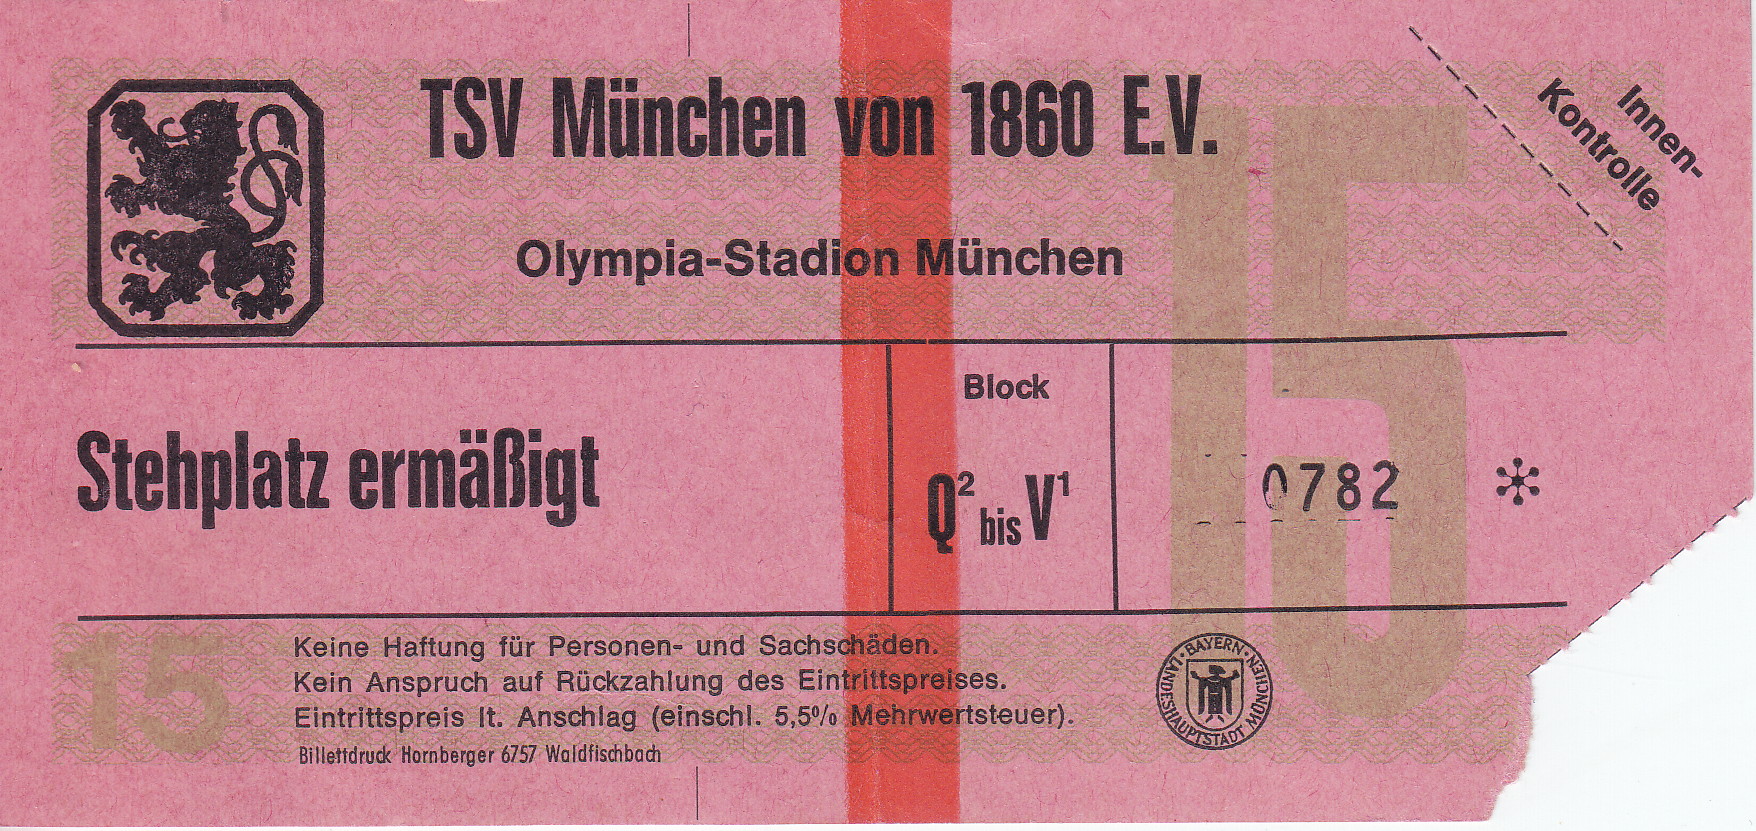 TSV München von 1860 E.V.
Innen-
Kontrolle
Olympia-Stadion München
Stehplatz ermäßigt
Block
Q² bis V¹
0782 *
15
15
Keine Haftung für Personen- und Sachschäden.
Kein Anspruch auf Rückzahlung des Eintrittspreises.
Eintrittspreis lt. Anschlag (einschl. 5,5% Mehrwertsteuer).
Billettdruck Hornberger 6757 Waldfischbach
· BAYERN · LANDESHAUPTSTADT MÜNCHEN